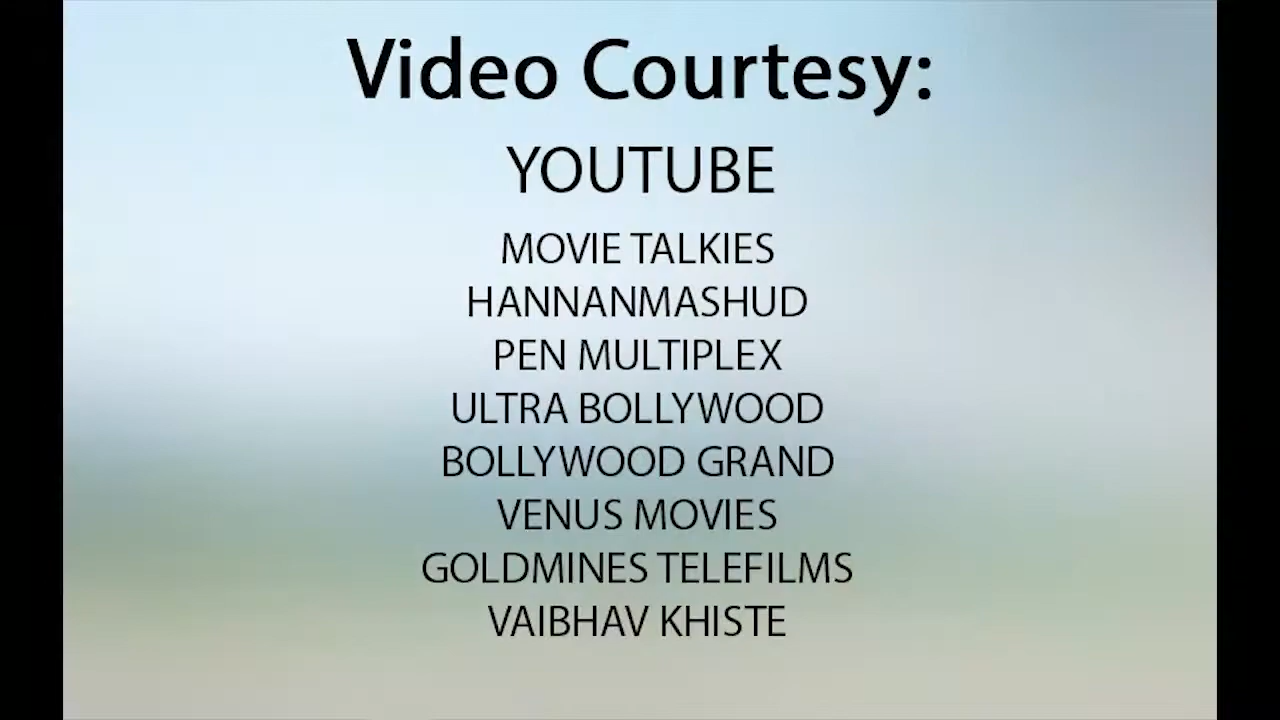 Video Courtesy:
YOUTUBE
MOVIE TALKIES
HANNANMASHUD
PEN MULTIPLEX
ULTRA BOLLYWOOD
BOLLYWOOD GRAND
VENUS MOVIES
GOLDMINES TELEFILMS
VAIBHAV KHISTE